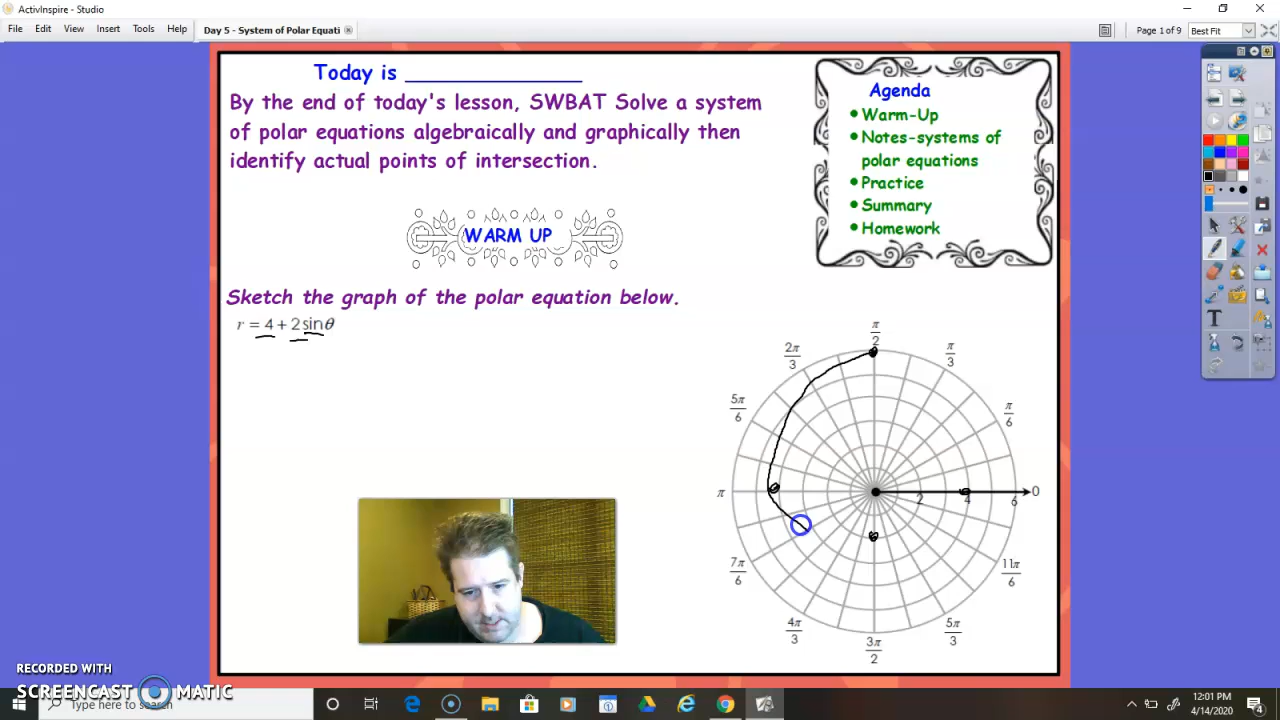 ActivInspire - Studio
File Edit View Insert Tools Help
Day 5 - System of Polar Equati
Page 1 of 9
Best Fit
Today is _______________
By the end of today's lesson, SWBAT Solve a system
of polar equations algebraically and graphically then
identify actual points of intersection.
Agenda
• Warm-Up
• Notes-systems of
polar equations
• Practice
• Summary
• Homework
WARM UP
Sketch the graph of the polar equation below.
r = 4 + 2 sinθ
π/2
2π/3
π/3
5π/6
π/6
π
2 4 6
0
7π/6
11π/6
4π/3
5π/3
3π/2
RECORDED WITH
SCREENCAST MATIC
Type here to search
12:01 PM
4/14/2020
4